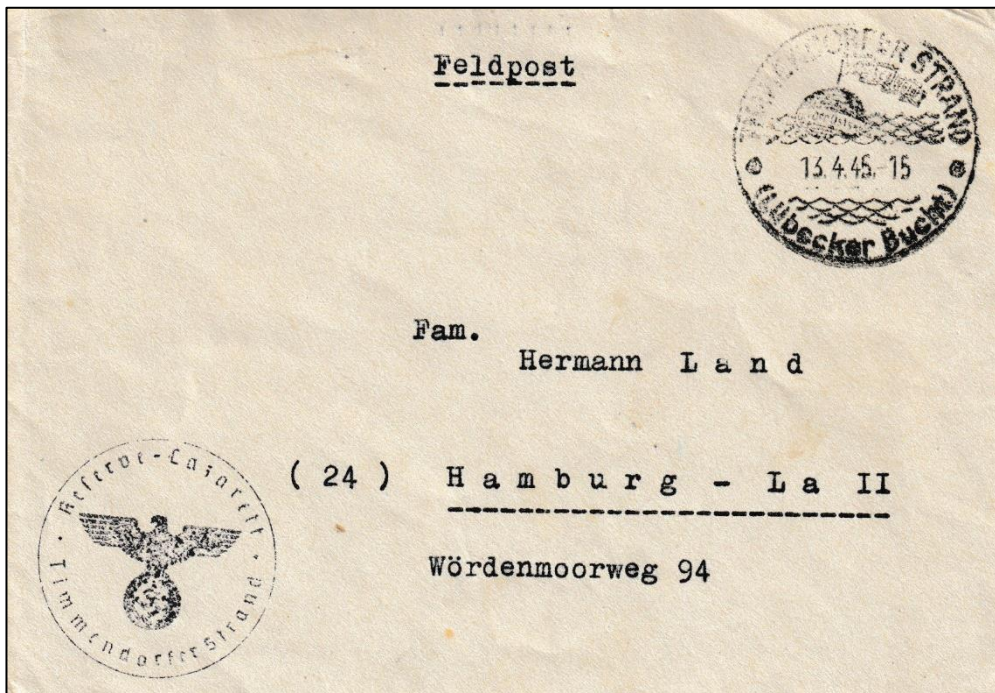 Feldpost
TIMMENDORFER STRAND
13.4.45.-15
(Lübecker Bucht)
Fam.
Hermann Land
(24) Hamburg - La II
Wördenmoorweg 94
Reserve-Lazarett
Timmendorfer Strand